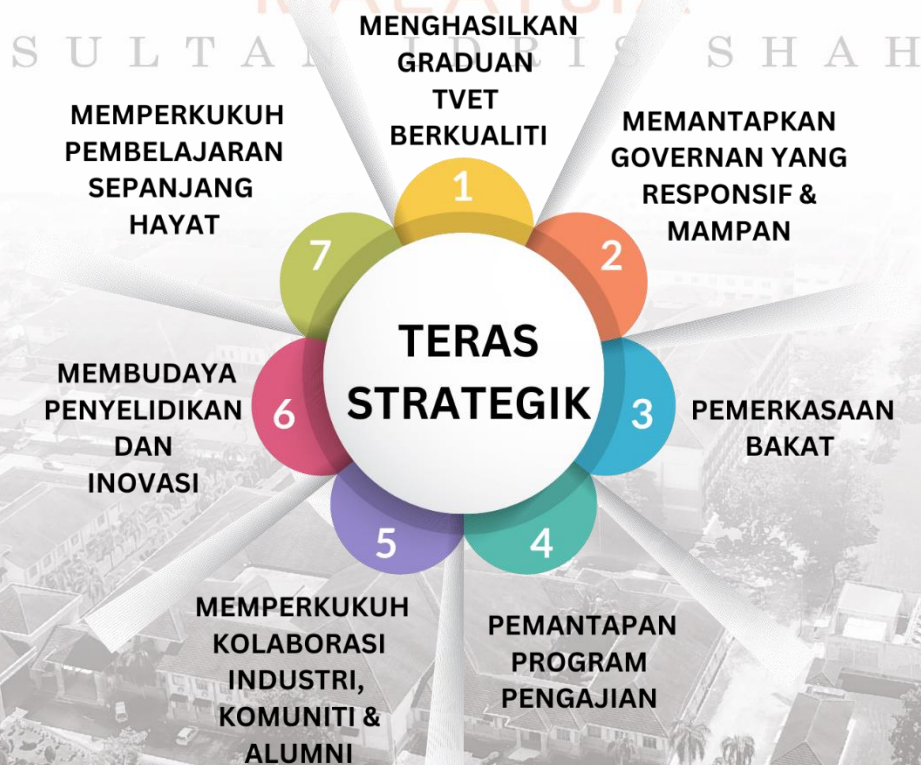 MALAYSIA
SULTAN IDRIS SHAH
MENGHASILKAN
GRADUAN
TVET
BERKUALITI
1
MEMANTAPKAN
GOVERNAN YANG
RESPONSIF &
MAMPAN
2
3
PEMERKASAAN
BAKAT
4
PEMANTAPAN
PROGRAM
PENGAJIAN
5
MEMPERKUKUH
KOLABORASI
INDUSTRI,
KOMUNITI &
ALUMNI
6
MEMBUDAYA
PENYELIDIKAN
DAN
INOVASI
7
MEMPERKUKUH
PEMBELAJARAN
SEPANJANG
HAYAT
TERAS
STRATEGIK